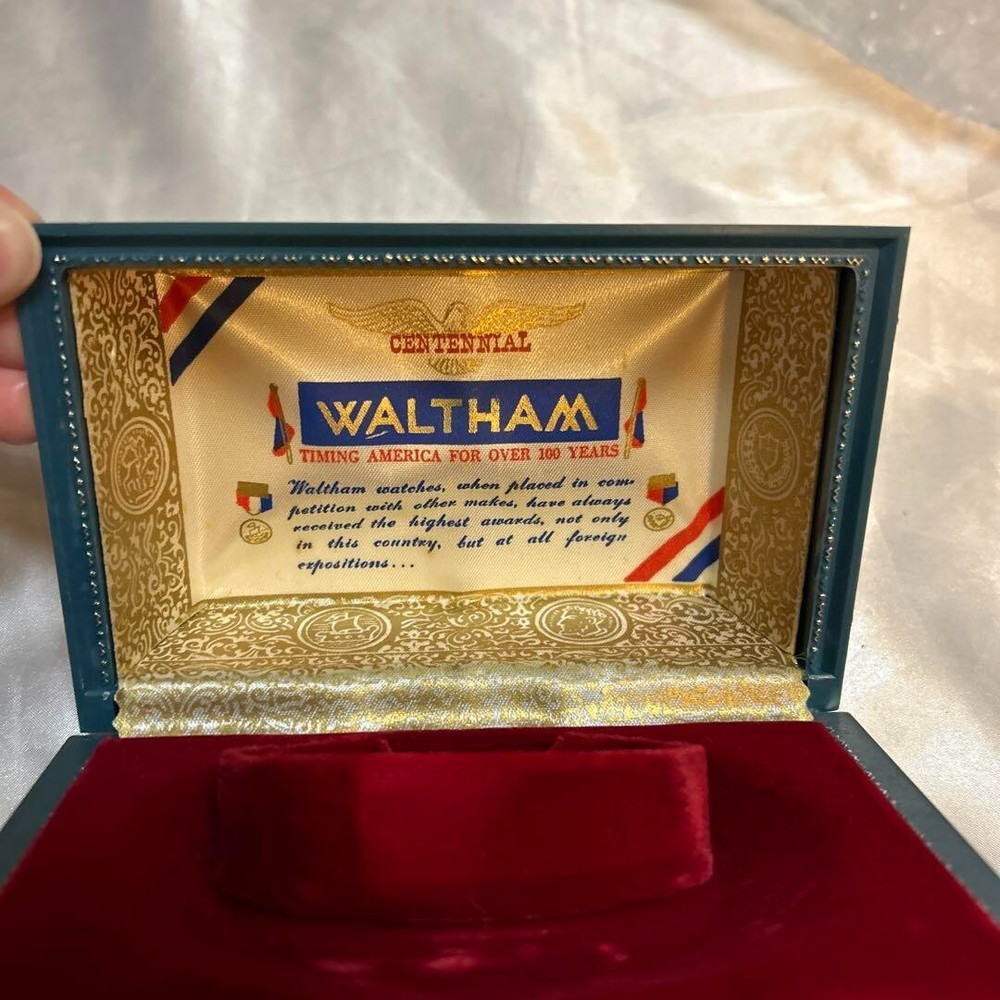 CENTENNIAL
WALTHAM
TIMING AMERICA FOR OVER 100 YEARS
Waltham watches, when placed in com-
petition with other makes, have always
received the highest awards, not only
in this country, but at all foreign
expositions...